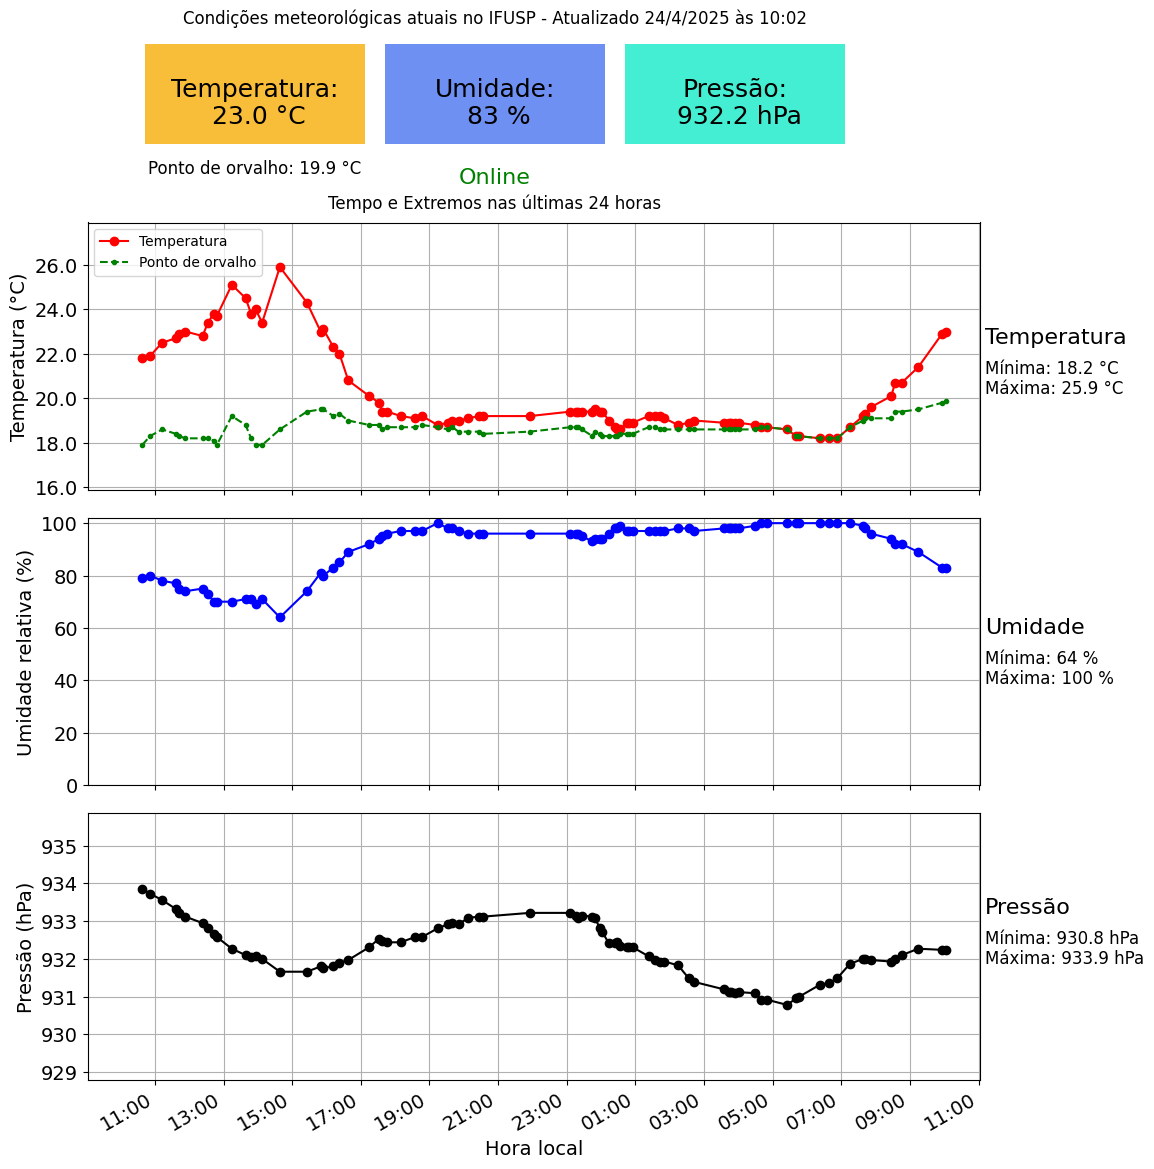 Condições meteorológicas atuais no IFUSP - Atualizado 24/4/2025 às 10:02
Temperatura:
23.0 °C
Umidade:
83 %
Pressão:
932.2 hPa
Ponto de orvalho: 19.9 °C
Online
Tempo e Extremos nas últimas 24 horas
Temperatura
Ponto de orvalho
Temperatura (°C)
26.0
24.0
22.0
20.0
18.0
16.0
Temperatura
Mínima: 18.2 °C
Máxima: 25.9 °C
Umidade relativa (%)
100
80
60
40
20
0
Umidade
Mínima: 64 %
Máxima: 100 %
Pressão (hPa)
935
934
933
932
931
930
929
Pressão
Mínima: 930.8 hPa
Máxima: 933.9 hPa
11:00 13:00 15:00 17:00 19:00 21:00 23:00 01:00 03:00 05:00 07:00 09:00 11:00
Hora local